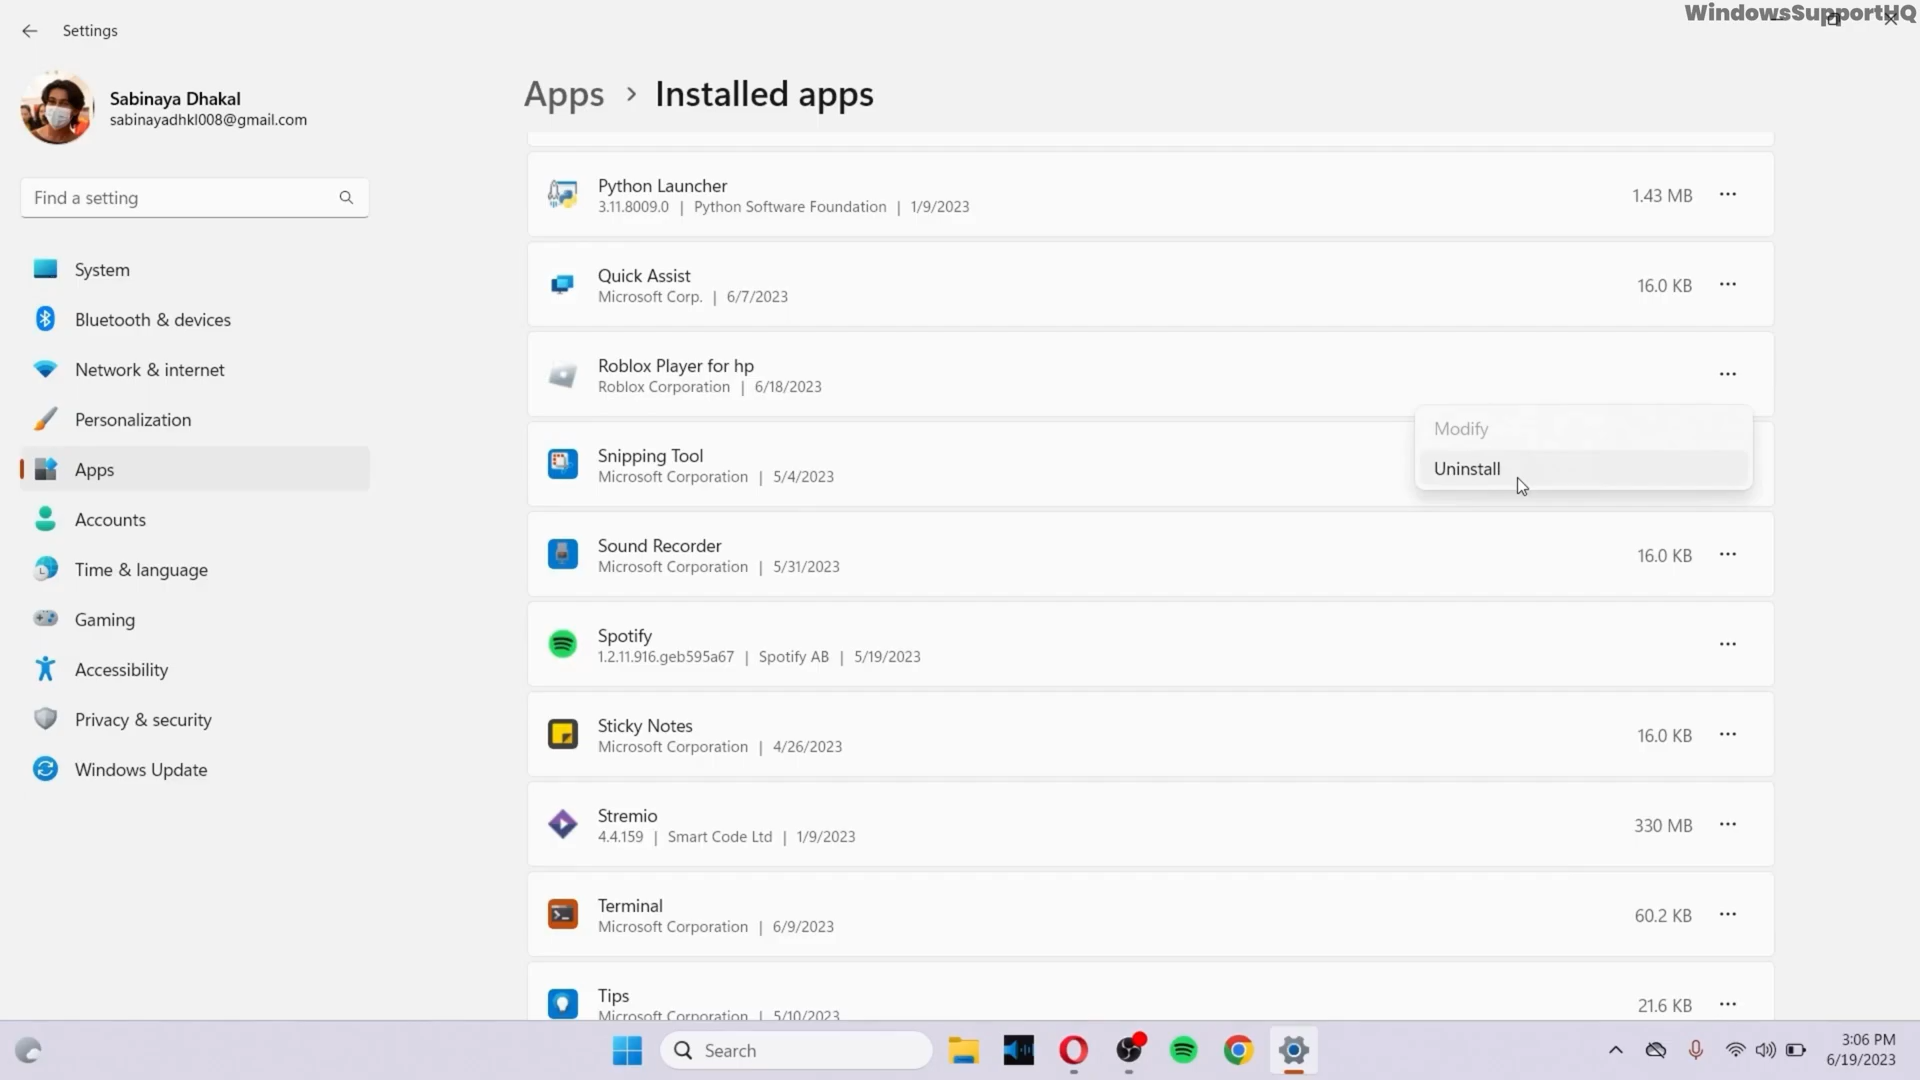 WindowsSupportHQ
Settings
Sabinaya Dhakal
sabinayadhkl008@gmail.com
Find a setting
System
Bluetooth & devices
Network & internet
Personalization
Apps
Accounts
Time & language
Gaming
Accessibility
Privacy & security
Windows Update
Apps > Installed apps
Python Launcher
3.11.8009.0 | Python Software Foundation | 1/9/2023
1.43 MB
Quick Assist
Microsoft Corp. | 6/7/2023
16.0 KB
Roblox Player for hp
Roblox Corporation | 6/18/2023
Modify
Uninstall
Snipping Tool
Microsoft Corporation | 5/4/2023
Sound Recorder
Microsoft Corporation | 5/31/2023
16.0 KB
Spotify
1.2.11.916.geb595a67 | Spotify AB | 5/19/2023
Sticky Notes
Microsoft Corporation | 4/26/2023
16.0 KB
Stremio
4.4.159 | Smart Code Ltd | 1/9/2023
330 MB
Terminal
Microsoft Corporation | 6/9/2023
60.2 KB
Tips
Microsoft Corporation | 5/10/2023
21.6 KB
Search
3:06 PM
6/19/2023